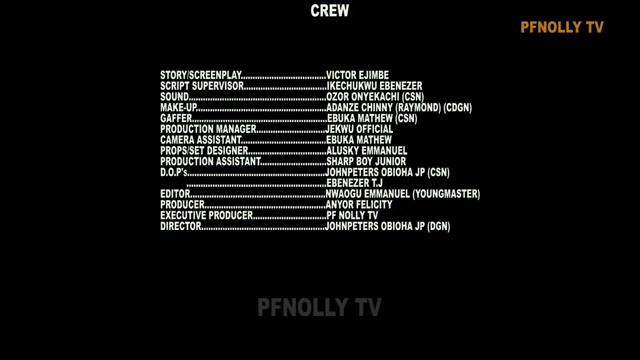 CREW
PFNOLLY TV
STORY/SCREENPLAY..............................VICTOR EJIMBE
SCRIPT SUPERVISOR.............................IKECHUKWU EBENEZER
SOUND.................................................OZOR ONYEKACHI (CSN)
MAKE-UP..............................................ADANZE CHINNY (RAYMOND) (CDGN)
GAFFER................................................EBUKA MATHEW (CSN)
PRODUCTION MANAGER........................JEKWU OFFICIAL
CAMERA ASSISTANT..............................EBUKA MATHEW
PROPS/SET DESIGNER...........................ALUSKY EMMANUEL
PRODUCTION ASSISTANT.......................SHARP BOY JUNIOR
D.O.P's..................................................JOHNPETERS OBIOHA JP (CSN)
..................................................EBENEZER T.J
EDITOR..................................................NWAOGU EMMANUEL (YOUNGMASTER)
PRODUCER............................................ANYOR FELICITY
EXECUTIVE PRODUCER..........................PF NOLLY TV
DIRECTOR..............................................JOHNPETERS OBIOHA JP (DGN)
PFNOLLY TV